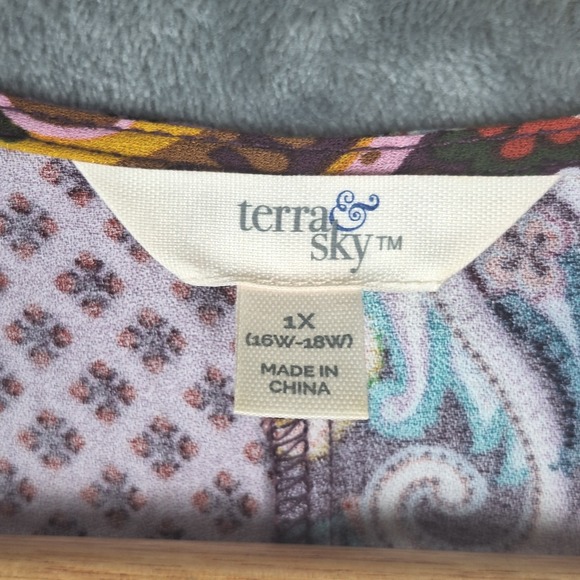 terra&
sky™
1X
(16W-18W)
MADE IN
CHINA